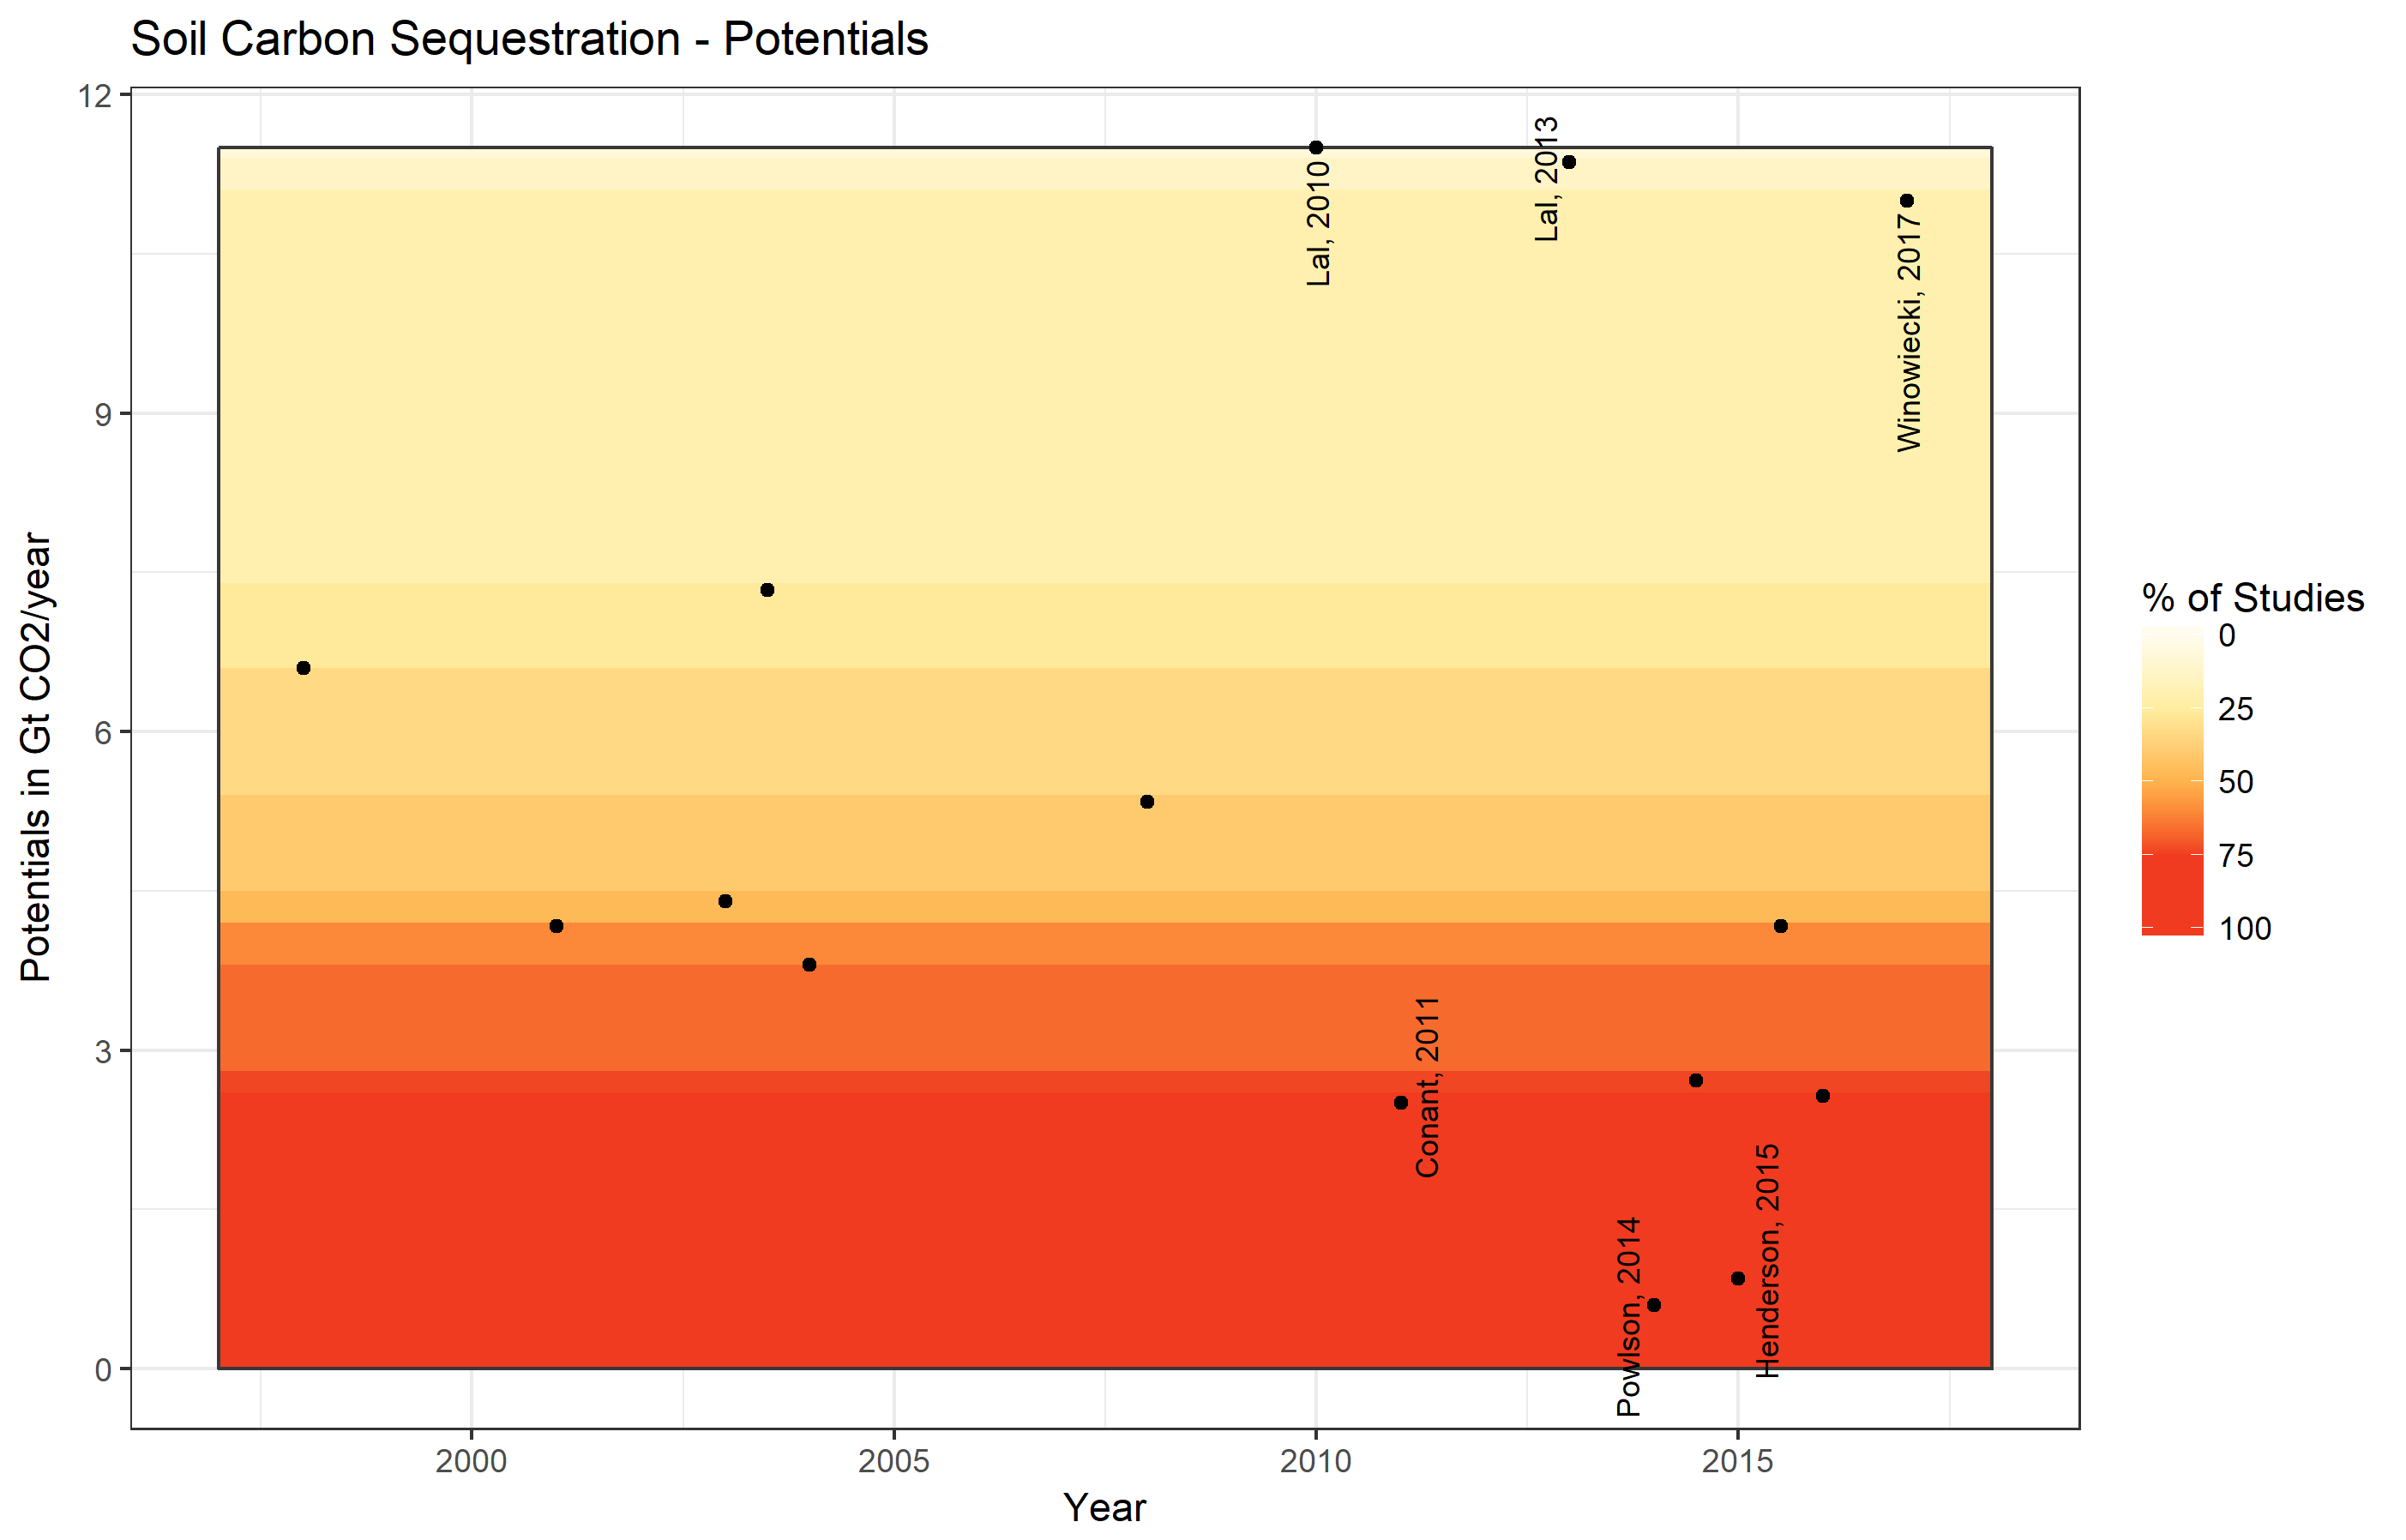 Soil Carbon Sequestration - Potentials
Potentials in Gt CO2/year
12
9
6
3
0
Lal, 2010
Lal, 2013
Winowiecki, 2017
Conant, 2011
Powlson, 2014
Henderson, 2015
2000
2005
2010
2015
Year
% of Studies
0
25
50
75
100